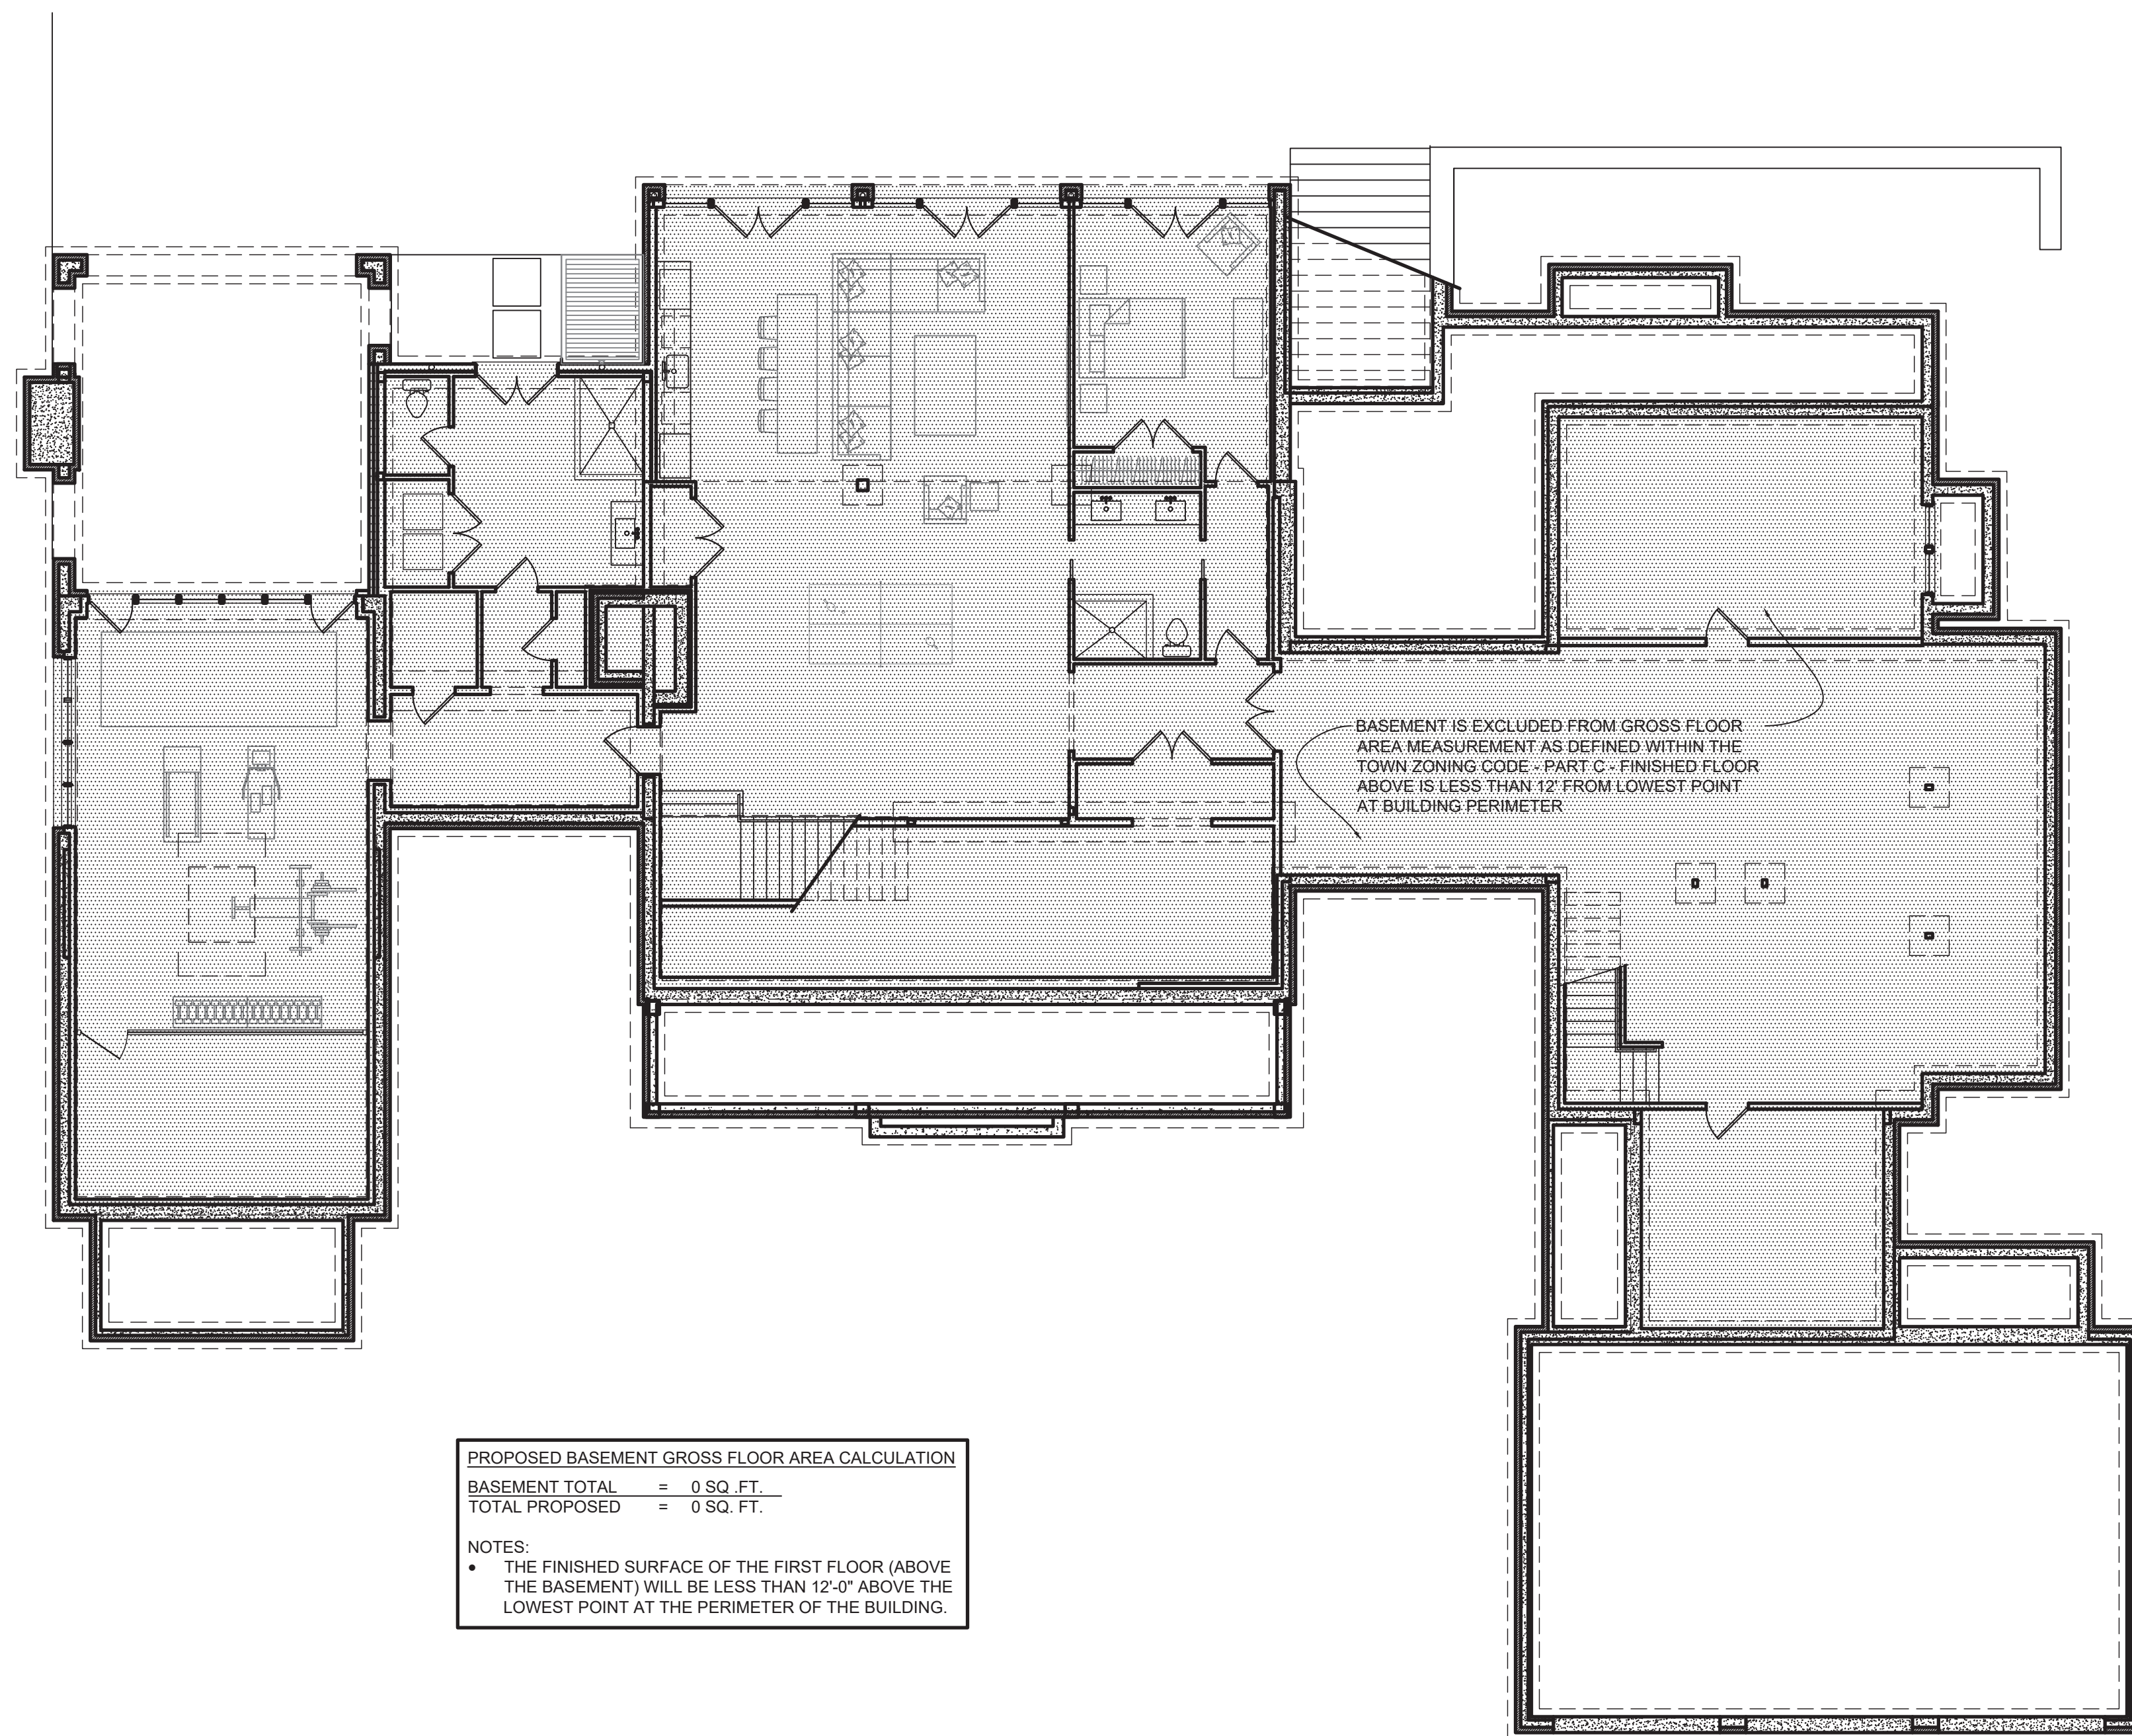 BASEMENT IS EXCLUDED FROM GROSS FLOOR
AREA MEASUREMENT AS DEFINED WITHIN THE
TOWN ZONING CODE - PART C - FINISHED FLOOR
ABOVE IS LESS THAN 12' FROM LOWEST POINT
AT BUILDING PERIMETER
PROPOSED BASEMENT GROSS FLOOR AREA CALCULATION
BASEMENT TOTAL = 0 SQ .FT.
TOTAL PROPOSED = 0 SQ. FT.
NOTES:
• THE FINISHED SURFACE OF THE FIRST FLOOR (ABOVE
THE BASEMENT) WILL BE LESS THAN 12'-0" ABOVE THE
LOWEST POINT AT THE PERIMETER OF THE BUILDING.